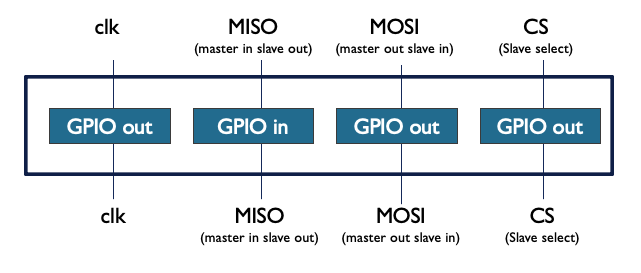 clk MISO MOSI CS
(master in slave out) (master out slave in) (Slave select)
GPIO out GPIO in GPIO out GPIO out
clk MISO MOSI CS
(master in slave out) (master out slave in) (Slave select)